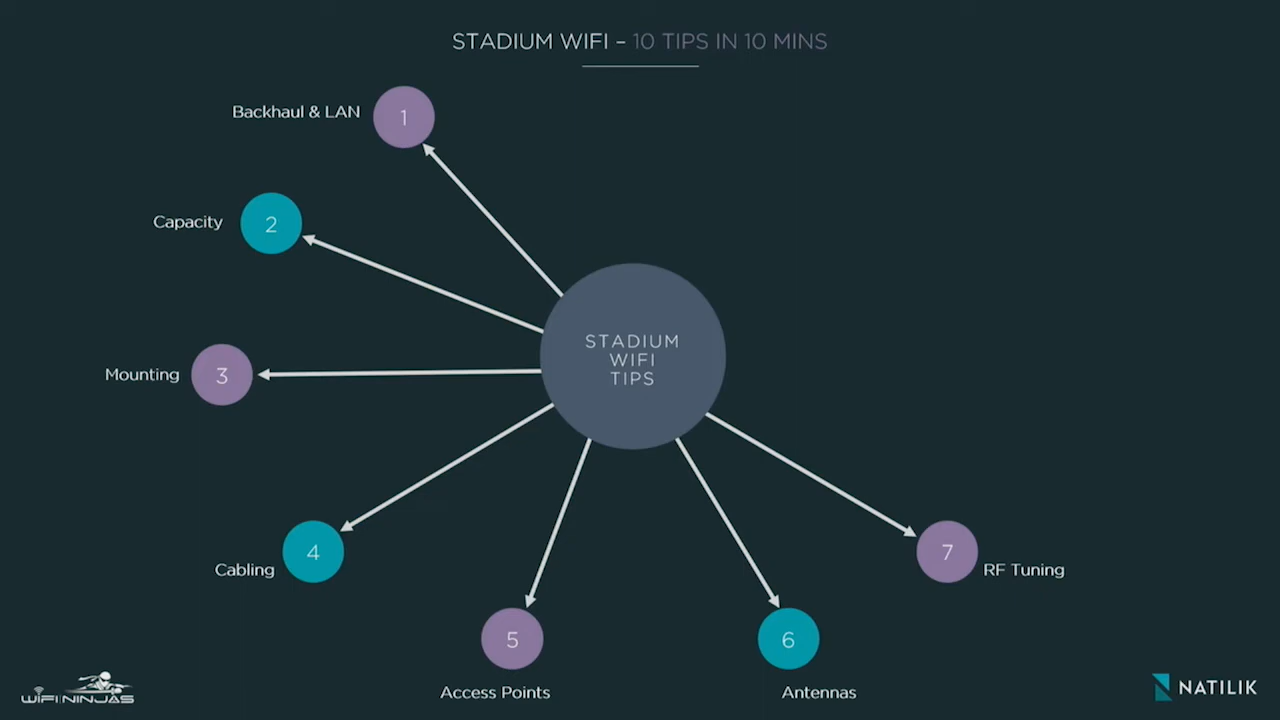 STADIUM WIFI – 10 TIPS IN 10 MINS
Backhaul & LAN
1
Capacity
2
STADIUM
WIFI
TIPS
Mounting
3
4
Cabling
7
RF Tuning
5
6
Access Points
Antennas
WIFI NINJAS
NATILIK